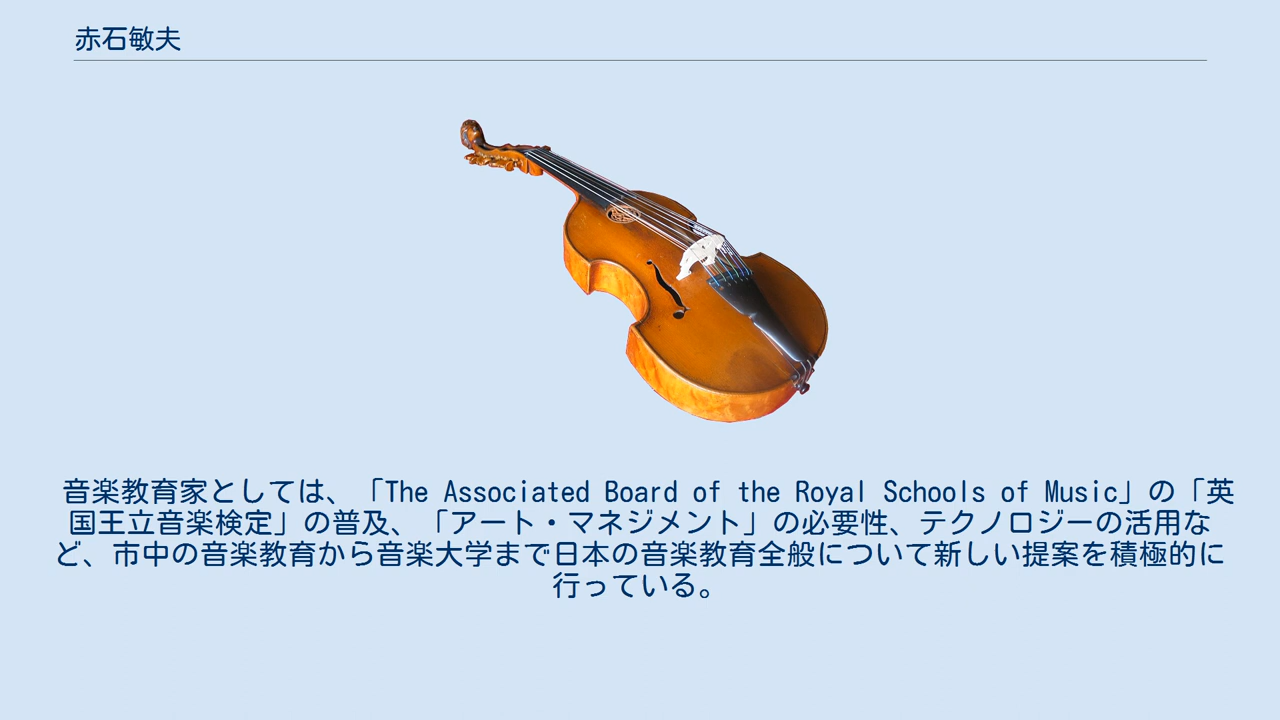 赤石敏夫
音楽教育家としては、「The Associated Board of the Royal Schools of Music」の「英
国王立音楽検定」の普及、「アート・マネジメント」の必要性、テクノロジーの活用な
ど、市中の音楽教育から音楽大学まで日本の音楽教育全般について新しい提案を積極的に
行っている。